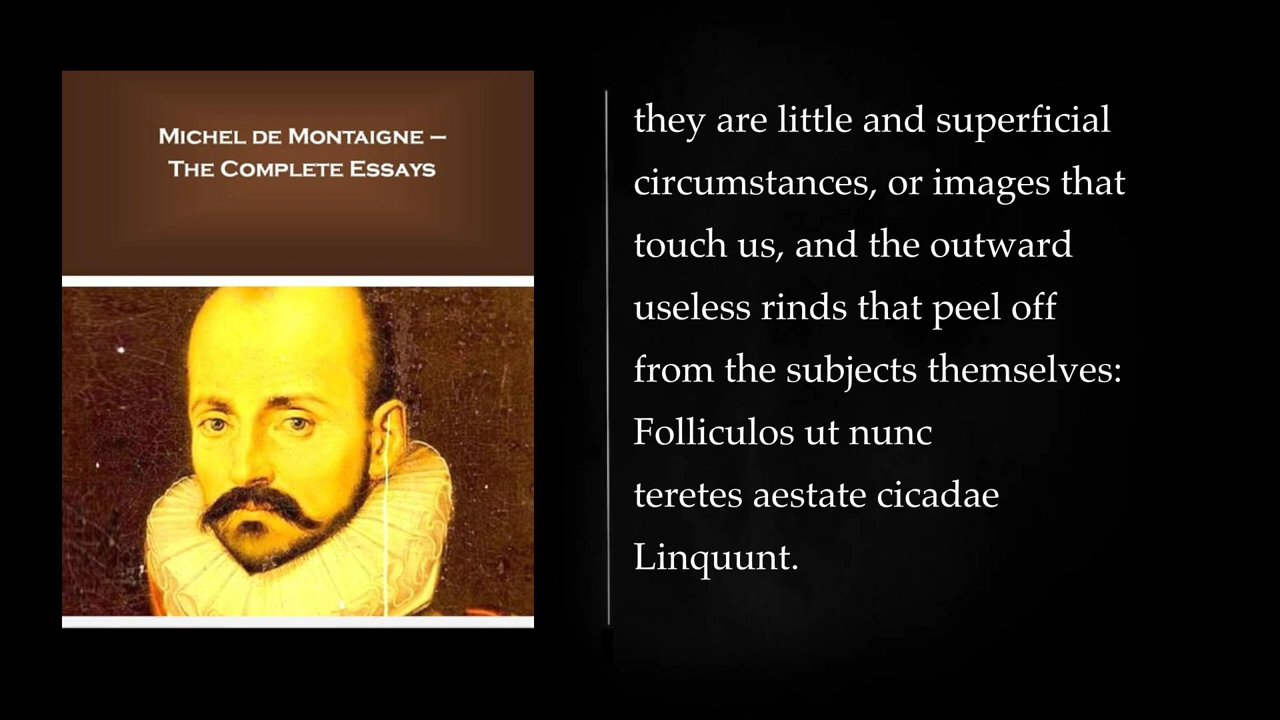 MICHEL DE MONTAIGNE –
THE COMPLETE ESSAYS
they are little and superficial
circumstances, or images that
touch us, and the outward
useless rinds that peel off
from the subjects themselves:
Folliculos ut nunc
teretes aestate cicadae
Linquunt.